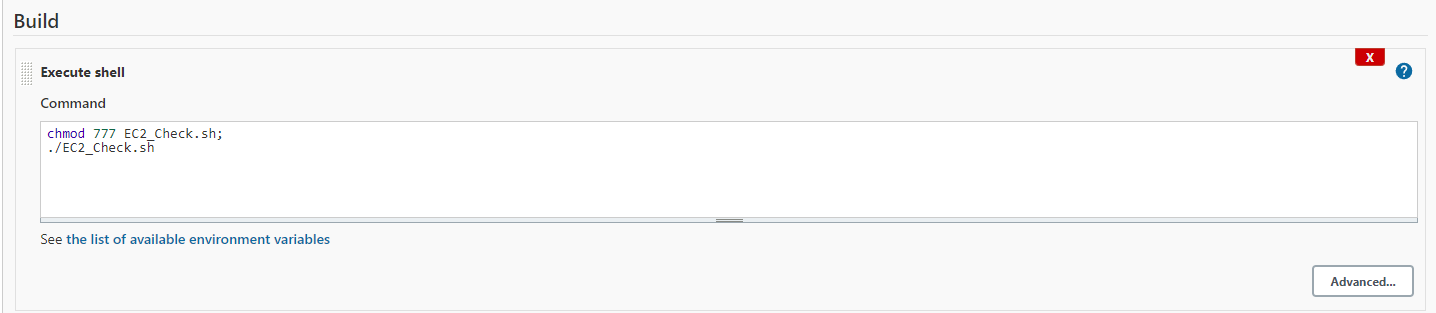 Build
X
Execute shell
?
Command
chmod 777 EC2_Check.sh;
./EC2_Check.sh
See the list of available environment variables
Advanced...